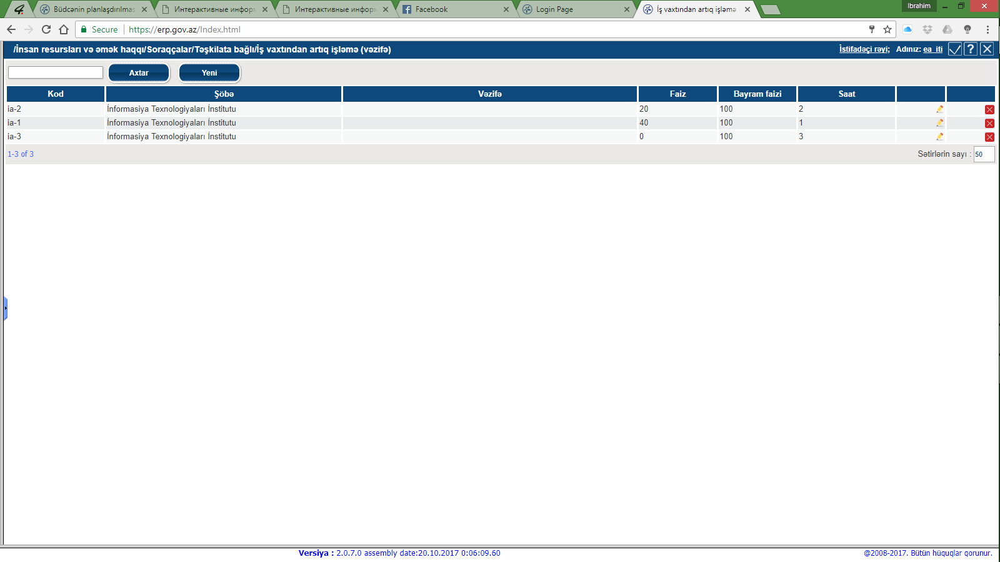 Büdcənin planlaşdırılmas
Интерактивные информ
Интерактивные информ
Facebook
Login Page
İş vaxtından artıq işləmə
Ibrahim
Secure
https://erp.gov.az/Index.html
/İnsan resursları və əmək haqqı/Soraqçalar/Təşkilata bağlı/İş vaxtından artıq işləmə (vəzifə)
İstifadəçi rəyi; Adınız: ea_iti
?
Axtar Yeni
Kod Şöbə Vəzifə Faiz Bayram faizi Saat
ia-2 İnformasiya Texnologiyaları İnstitutu 20 100 2
ia-1 İnformasiya Texnologiyaları İnstitutu 40 100 1
ia-3 İnformasiya Texnologiyaları İnstitutu 0 100 3
1-3 of 3 Sətirlərin sayı : 50
Versiya : 2.0.7.0 assembly date:20.10.2017 0:06:09.60
@2008-2017. Bütün hüquqlar qorunur.